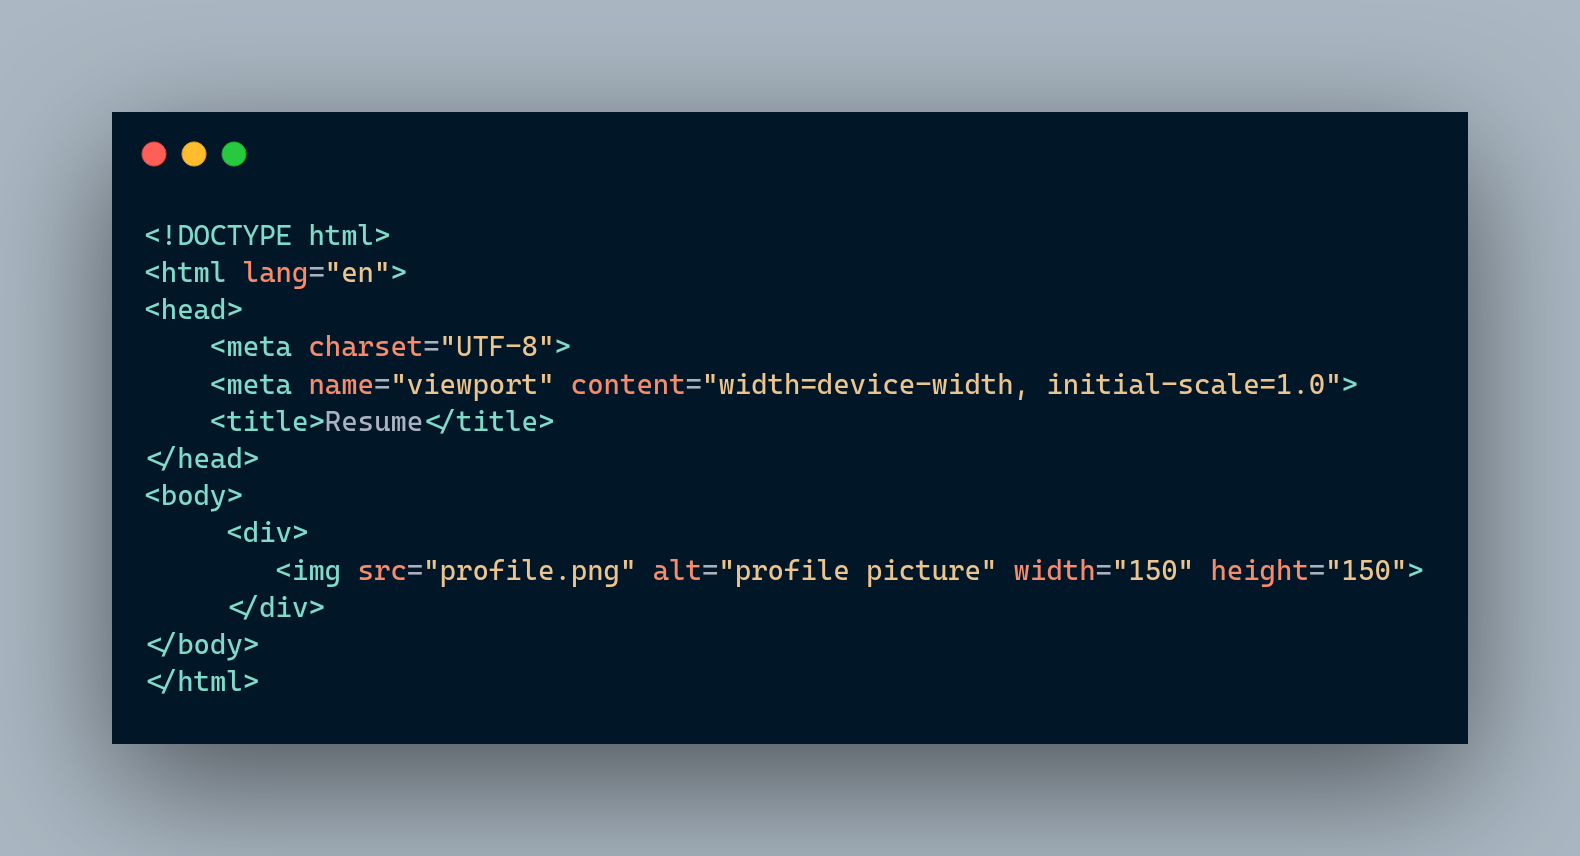 <!DOCTYPE html>
<html lang="en">
<head>
    <meta charset="UTF-8">
    <meta name="viewport" content="width=device-width, initial-scale=1.0">
    <title>Resume</title>
</head>
<body>
     <div>
        <img src="profile.png" alt="profile picture" width="150" height="150">
     </div>
</body>
</html>